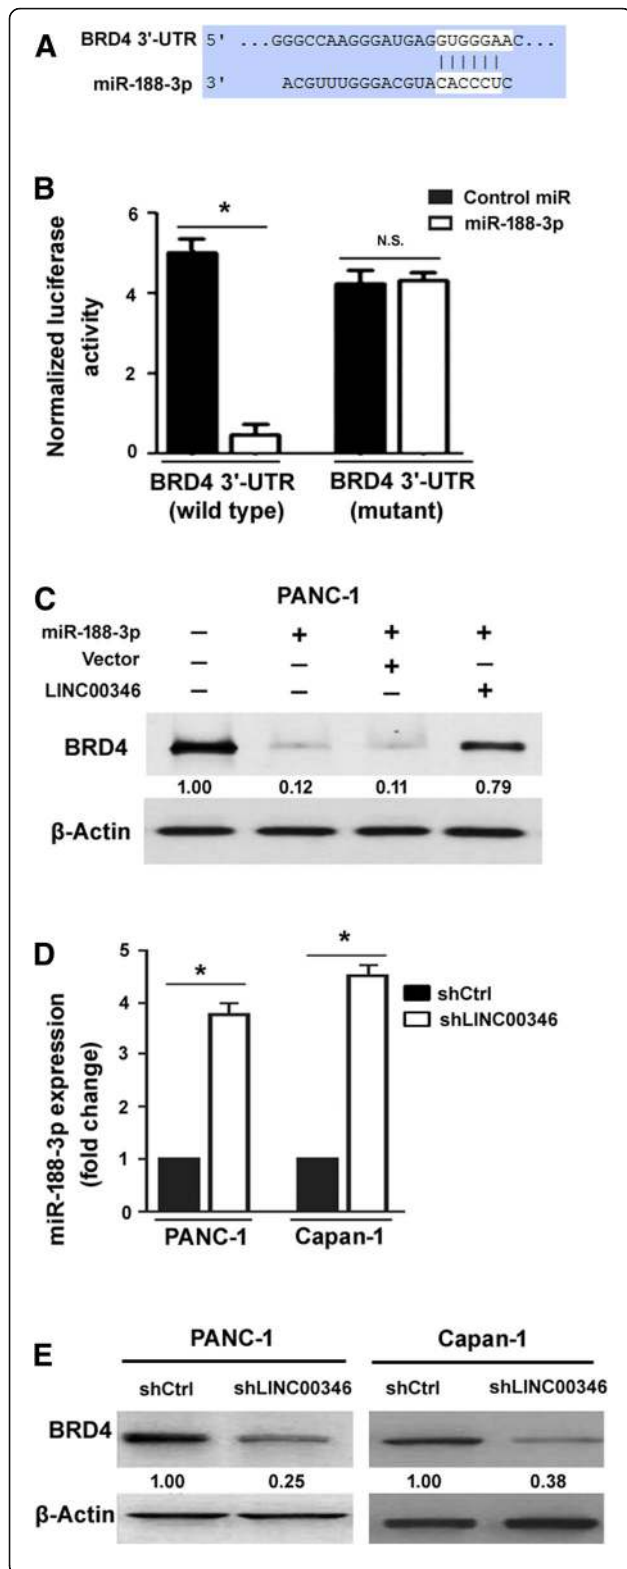 A
BRD4 3'-UTR 5' ...GGGCCAAGGGAUGAGGUGGGAAC...
||||||
miR-188-3p 3' ACGUUUGGGACGUACACCCUC
B
Control miR
miR-188-3p
Normalized luciferase activity
6
4
2
0
*
N.S.
BRD4 3'-UTR (wild type)
BRD4 3'-UTR (mutant)
C
PANC-1
miR-188-3p – + + +
Vector – – + –
LINC00346 – – – +
BRD4
1.00 0.12 0.11 0.79
β-Actin
D
miR-188-3p expression (fold change)
5
4
3
2
1
0
*
*
shCtrl
shLINC00346
PANC-1 Capan-1
E
PANC-1 Capan-1
shCtrl shLINC00346 shCtrl shLINC00346
BRD4
1.00 0.25 1.00 0.38
β-Actin